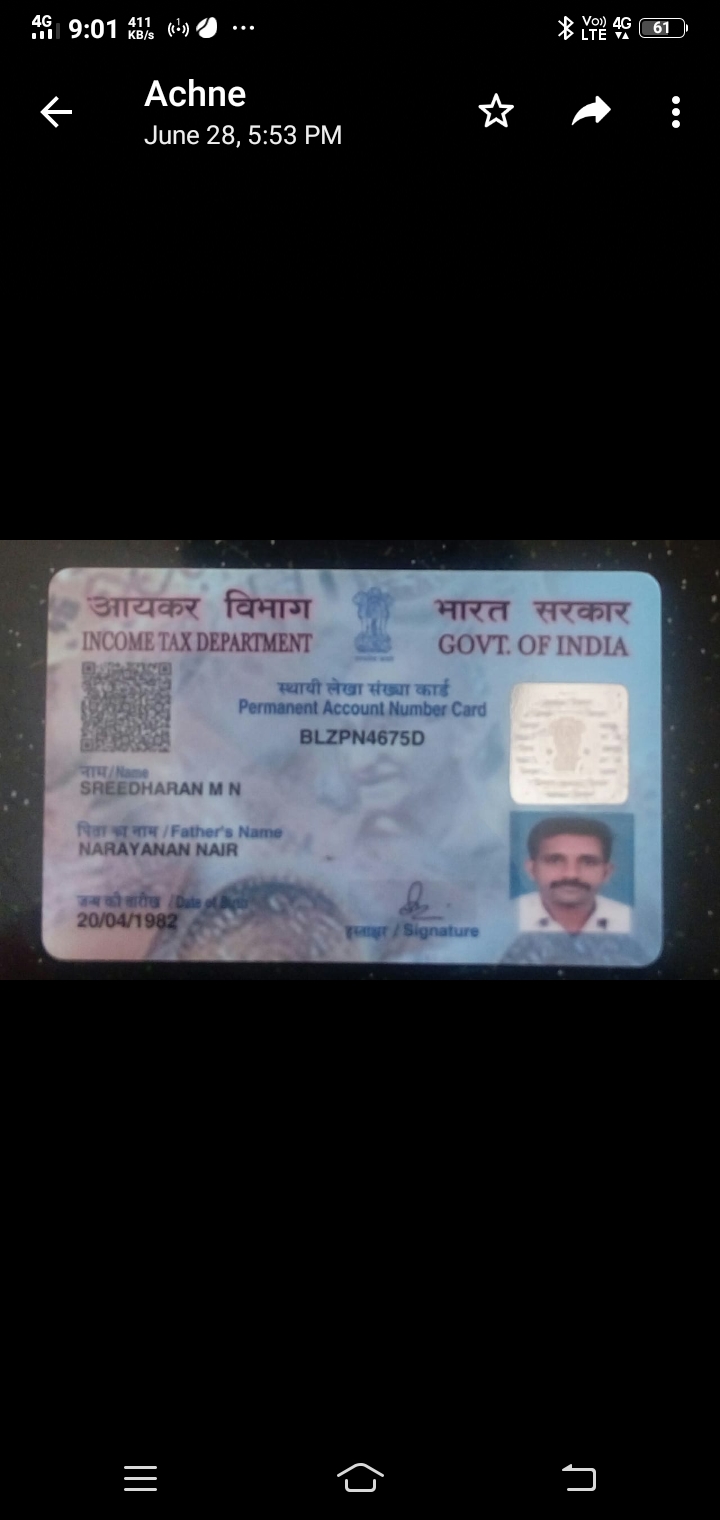 4G 9:01 411 KB/s ... Vo)) LTE 4G 61
Achne
June 28, 5:53 PM
आयकर विभाग भारत सरकार
INCOME TAX DEPARTMENT GOVT. OF INDIA
स्थायी लेखा संख्या कार्ड
Permanent Account Number Card
BLZPN4675D
नाम/Name
SREEDHARAN M N
पिता का नाम /Father's Name
NARAYANAN NAIR
जन्म की तारीख /Date of Birth
20/04/1982
हस्ताक्षर / Signature